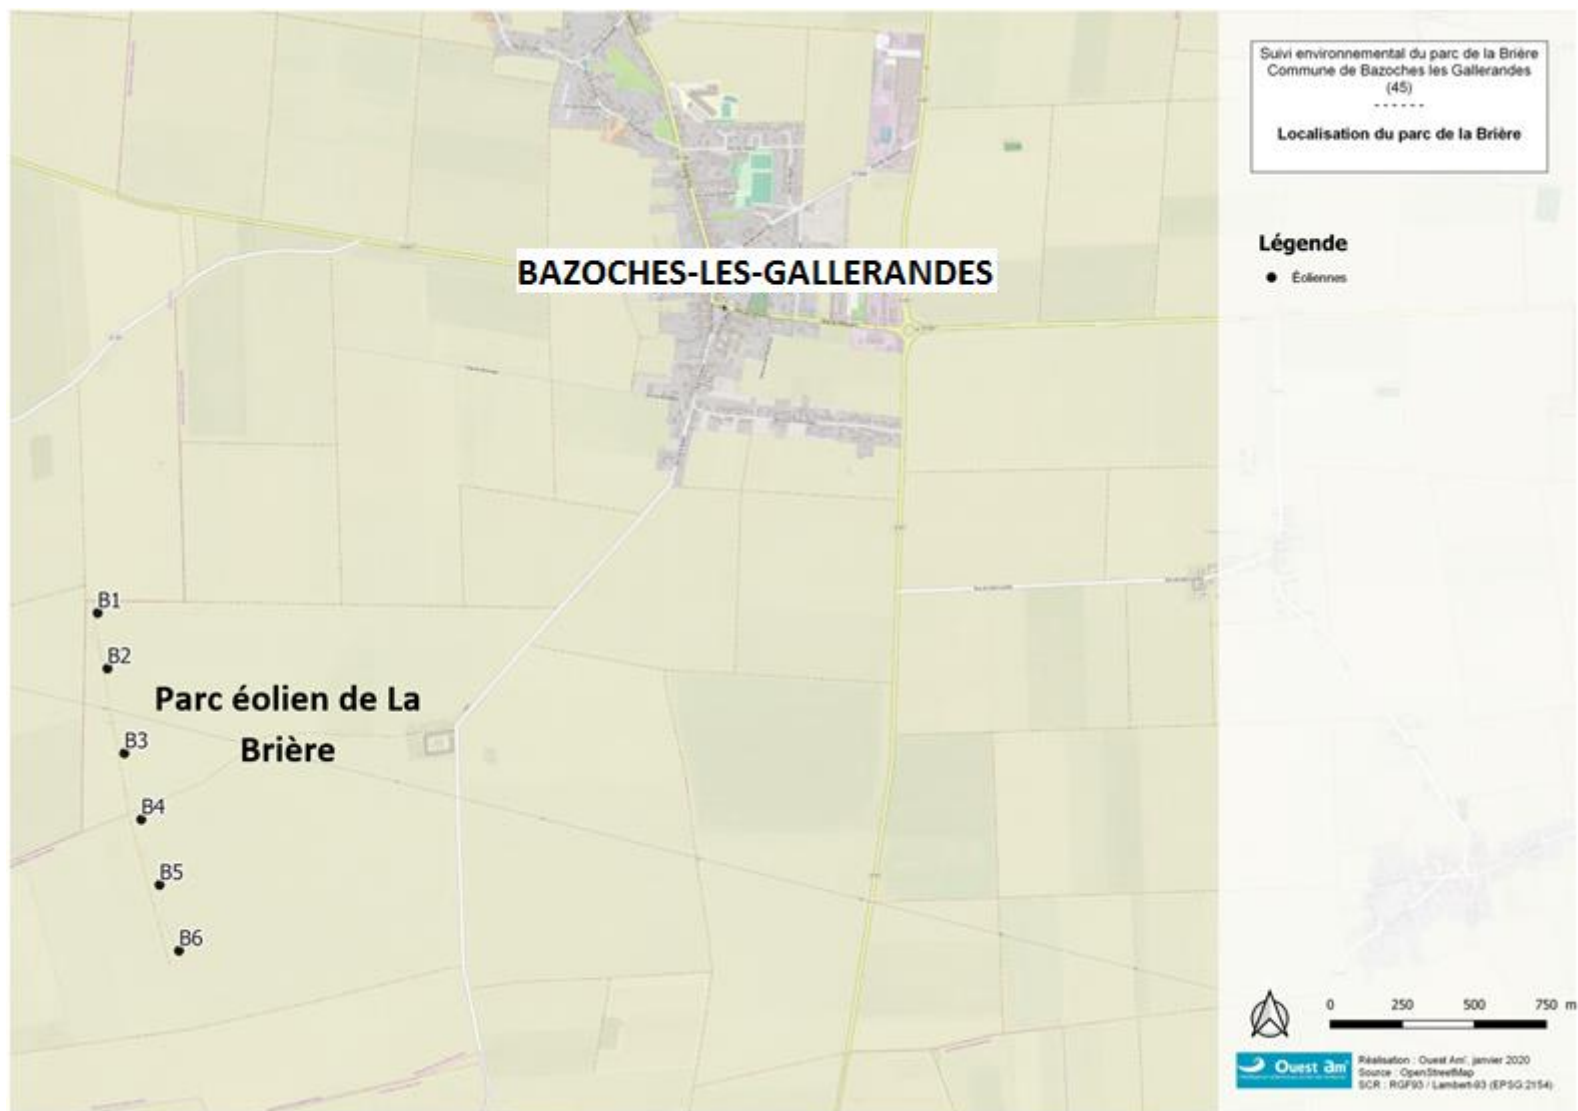 Suivi environnemental du parc de la Brière
Commune de Bazoches les Gallerandes
(45)
- - - - - -
Localisation du parc de la Brière
Légende
Éoliennes
BAZOCHES-LES-GALLERANDES
B1
B2
Parc éolien de La
Brière
B3
B4
B5
B6
0 250 500 750 m
Ouest am'
Réalisation : Ouest Am', janvier 2020
Source : OpenStreetMap
SCR : RGF93 / Lambert-93 (EPSG:2154)